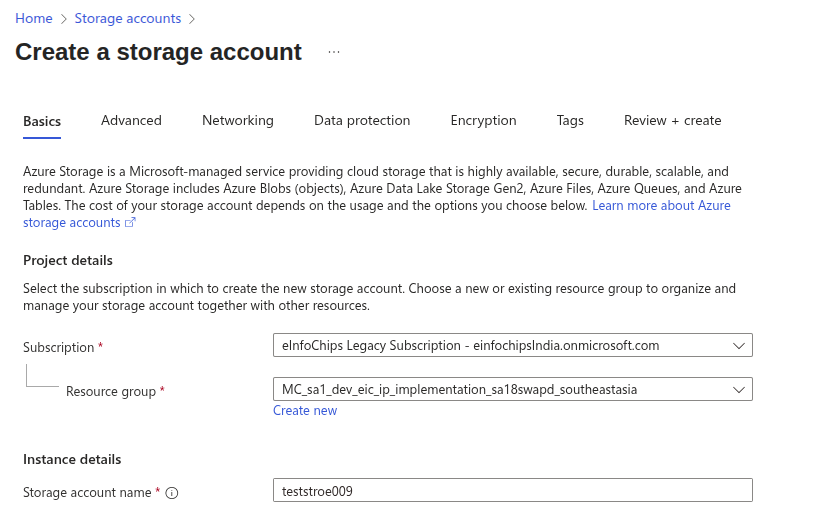 Home > Storage accounts >
Create a storage account ...
Basics Advanced Networking Data protection Encryption Tags Review + create
Azure Storage is a Microsoft-managed service providing cloud storage that is highly available, secure, durable, scalable, and
redundant. Azure Storage includes Azure Blobs (objects), Azure Data Lake Storage Gen2, Azure Files, Azure Queues, and Azure
Tables. The cost of your storage account depends on the usage and the options you choose below. Learn more about Azure
storage accounts
Project details
Select the subscription in which to create the new storage account. Choose a new or existing resource group to organize and
manage your storage account together with other resources.
Subscription * eInfoChips Legacy Subscription - einfochipsIndia.onmicrosoft.com
Resource group * MC_sa1_dev_eic_ip_implementation_sa18swapd_southeastasia
Create new
Instance details
Storage account name * teststroe009